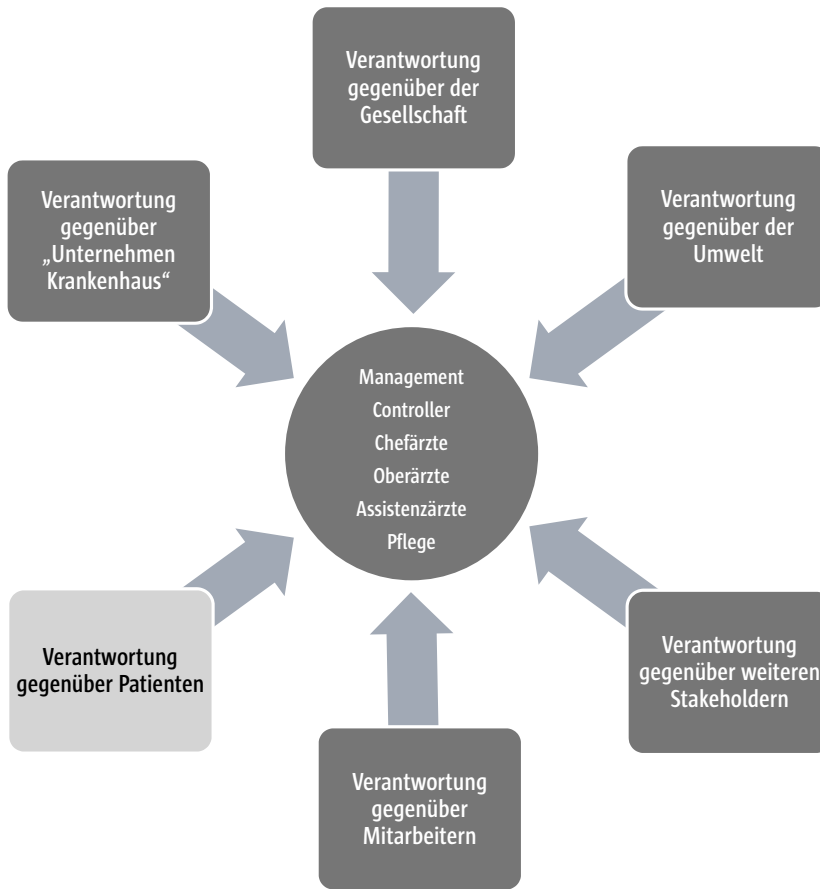 Verantwortung
gegenüber der
Gesellschaft
Verantwortung
gegenüber
„Unternehmen
Krankenhaus“
Verantwortung
gegenüber der
Umwelt
Management
Controller
Chefärzte
Oberärzte
Assistenzärzte
Pflege
Verantwortung
gegenüber Patienten
Verantwortung
gegenüber weiteren
Stakeholdern
Verantwortung
gegenüber
Mitarbeitern